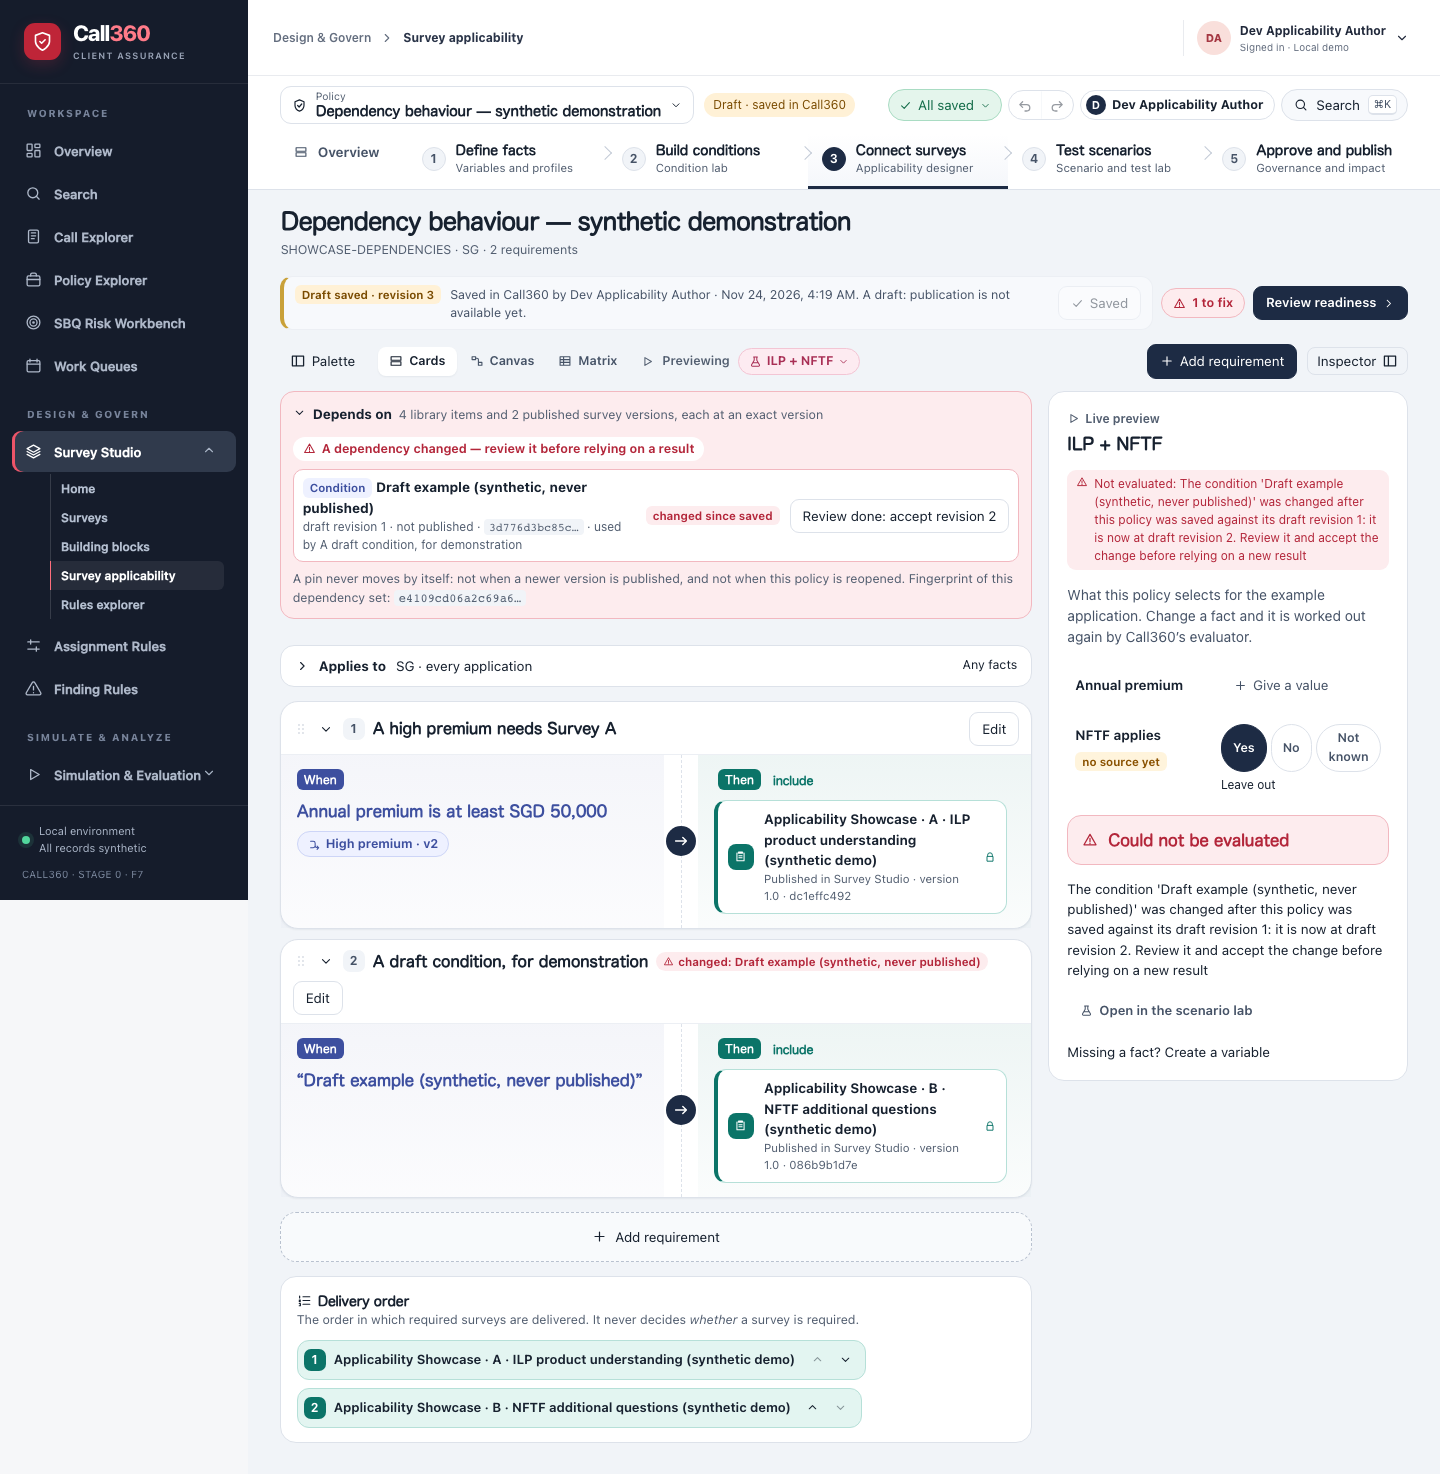 Call360
CLIENT ASSURANCE
WORKSPACE
Overview
Search
Call Explorer
Policy Explorer
SBQ Risk Workbench
Work Queues
DESIGN & GOVERN
Survey Studio
Home
Surveys
Building blocks
Survey applicability
Rules explorer
Assignment Rules
Finding Rules
SIMULATE & ANALYZE
Simulation & Evaluation
Local environment
All records synthetic
CALL360 · STAGE 0 · F7
Design & Govern > Survey applicability
DA
Dev Applicability Author
Signed in · Local demo
Policy
Dependency behaviour — synthetic demonstration
Draft · saved in Call360
All saved
D Dev Applicability Author
Search ⌘K
Overview
1 Define facts
Variables and profiles
2 Build conditions
Condition lab
3 Connect surveys
Applicability designer
4 Test scenarios
Scenario and test lab
5 Approve and publish
Governance and impact
Dependency behaviour — synthetic demonstration
SHOWCASE-DEPENDENCIES · SG · 2 requirements
Draft saved · revision 3
Saved in Call360 by Dev Applicability Author · Nov 24, 2026, 4:19 AM. A draft: publication is not
available yet.
Saved
1 to fix
Review readiness
Palette
Cards
Canvas
Matrix
Previewing
ILP + NFTF
Add requirement
Inspector
Depends on 4 library items and 2 published survey versions, each at an exact version
A dependency changed — review it before relying on a result
Condition Draft example (synthetic, never
published)
draft revision 1 · not published · 3d776d3bc85c… · used
by A draft condition, for demonstration
changed since saved
Review done: accept revision 2
A pin never moves by itself: not when a newer version is published, and not when this policy is reopened. Fingerprint of this
dependency set: e4109cd06a2c69a6…
Applies to SG · every application
Any facts
1 A high premium needs Survey A
Edit
When
Annual premium is at least SGD 50,000
High premium · v2
Then include
Applicability Showcase · A · ILP
product understanding
(synthetic demo)
Published in Survey Studio · version
1.0 · dc1effc492
2 A draft condition, for demonstration
changed: Draft example (synthetic, never published)
Edit
When
“Draft example (synthetic, never published)”
Then include
Applicability Showcase · B ·
NFTF additional questions
(synthetic demo)
Published in Survey Studio · version
1.0 · 086b9b1d7e
Add requirement
Delivery order
The order in which required surveys are delivered. It never decides whether a survey is required.
1 Applicability Showcase · A · ILP product understanding (synthetic demo)
2 Applicability Showcase · B · NFTF additional questions (synthetic demo)
Live preview
ILP + NFTF
Not evaluated: The condition 'Draft example
(synthetic, never published)' was changed after
this policy was saved against its draft revision 1: it
is now at draft revision 2. Review it and accept the
change before relying on a new result
What this policy selects for the example
application. Change a fact and it is worked out
again by Call360's evaluator.
Annual premium
Give a value
NFTF applies
no source yet
Yes
No
Not
known
Leave out
Could not be evaluated
The condition 'Draft example (synthetic, never
published)' was changed after this policy was
saved against its draft revision 1: it is now at draft
revision 2. Review it and accept the change before
relying on a new result
Open in the scenario lab
Missing a fact? Create a variable